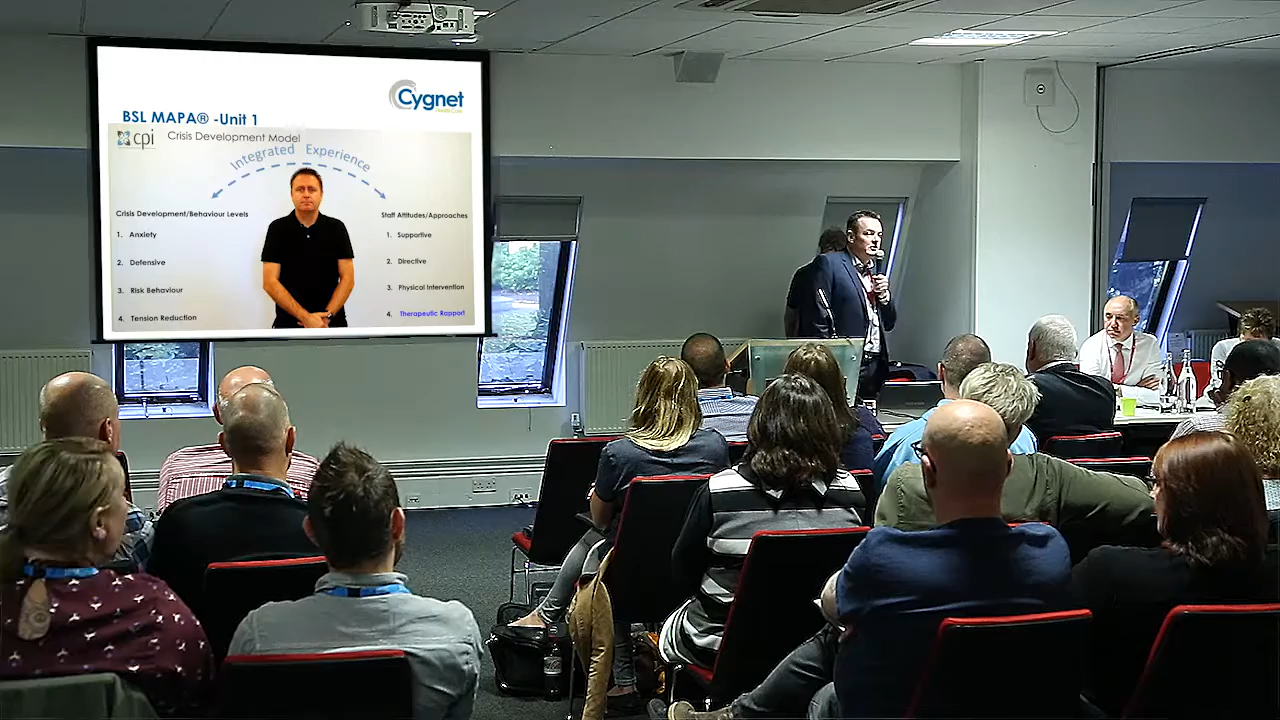 Cygnet
Health Care
BSL MAPA® -Unit 1
cpi Crisis Development Model
Integrated Experience
Crisis Development/Behaviour Levels
1. Anxiety
2. Defensive
3. Risk Behaviour
4. Tension Reduction
Staff Attitudes/Approaches
1. Supportive
2. Directive
3. Physical Intervention
4. Therapeutic Rapport